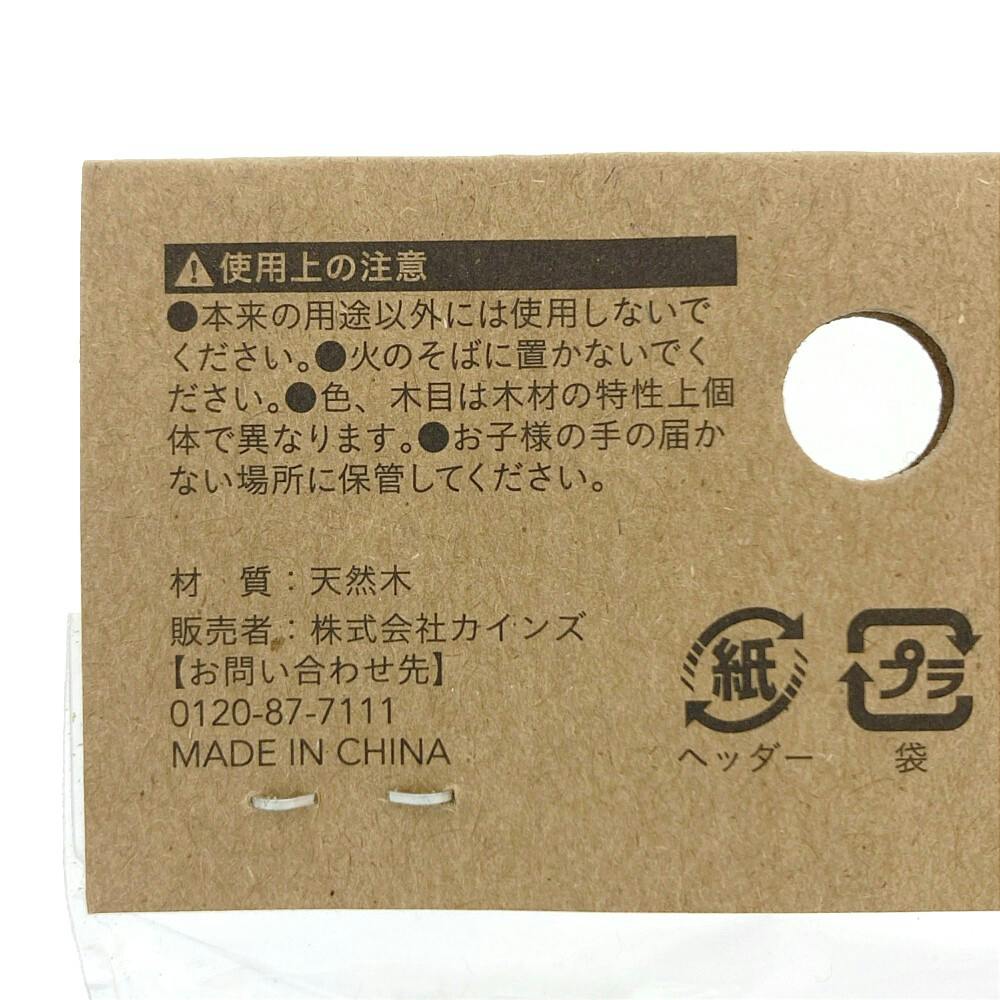 使用上の注意
●本来の用途以外には使用しないで
ください。●火のそばに置かないでく
ださい。●色、木目は木材の特性上個
体で異なります。●お子様の手の届か
ない場所に保管してください。
材　質：天然木
販売者：株式会社カインズ
【お問い合わせ先】
0120-87-7111
MADE IN CHINA
紙
ヘッダー
プラ
袋